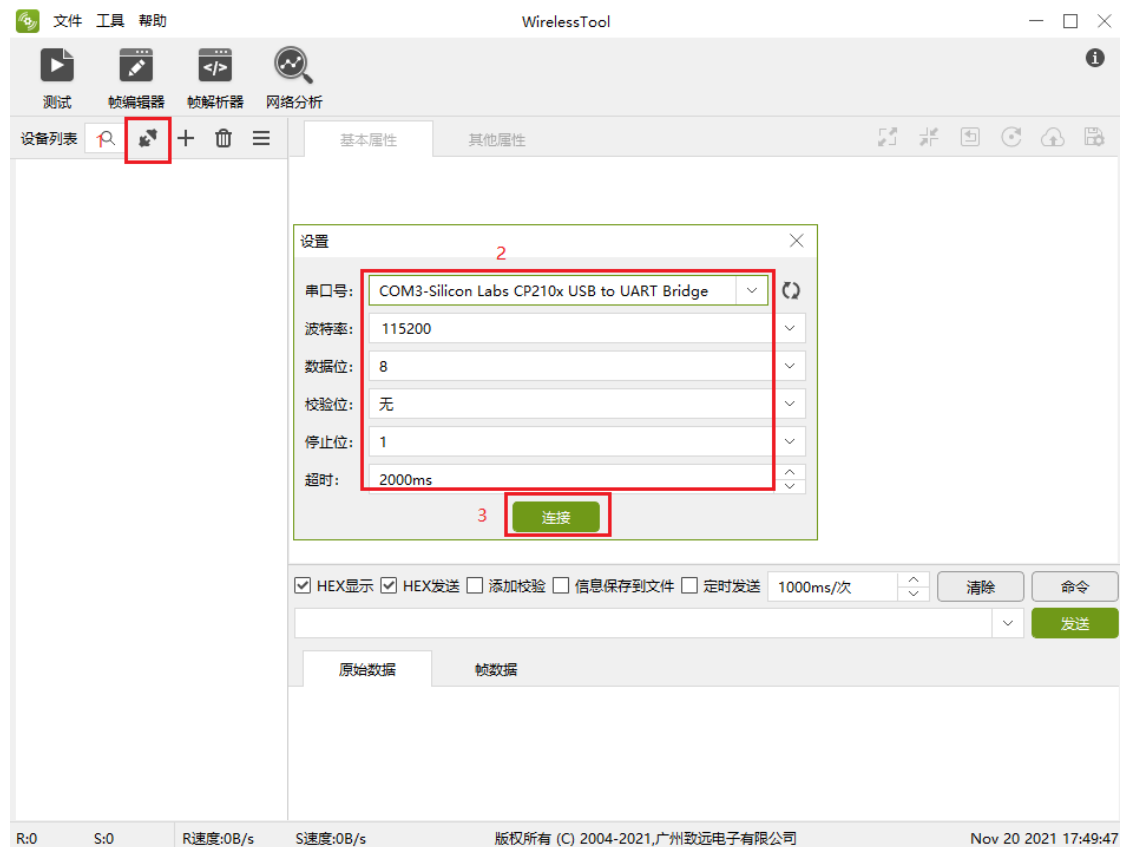 文件 工具 帮助 WirelessTool
测试 帧编辑器 帧解析器 网络分析
设备列表 1 基本属性 其他属性
设置
2
串口号: COM3-Silicon Labs CP210x USB to UART Bridge
波特率: 115200
数据位: 8
校验位: 无
停止位: 1
超时: 2000ms
3 连接
HEX显示 HEX发送 添加校验 信息保存到文件 定时发送 1000ms/次 清除 命令
发送
原始数据 帧数据
R:0 S:0 R速度:0B/s S速度:0B/s 版权所有 (C) 2004-2021,广州致远电子有限公司 Nov 20 2021 17:49:47